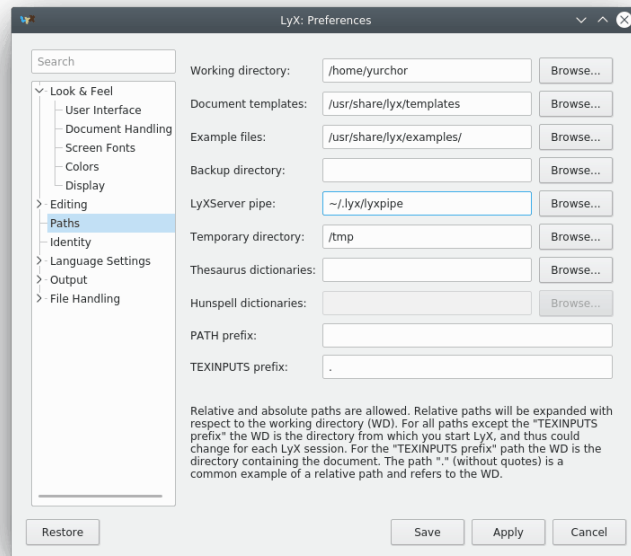 LyX: Preferences
Search
Look & Feel
User Interface
Document Handling
Screen Fonts
Colors
Display
Editing
Paths
Identity
Language Settings
Output
File Handling
Working directory: /home/yurchor Browse...
Document templates: /usr/share/lyx/templates Browse...
Example files: /usr/share/lyx/examples/ Browse...
Backup directory: Browse...
LyXServer pipe: ~/.lyx/lyxpipe Browse...
Temporary directory: /tmp Browse...
Thesaurus dictionaries: Browse...
Hunspell dictionaries: Browse...
PATH prefix:
TEXINPUTS prefix: .
Relative and absolute paths are allowed. Relative paths will be expanded with
respect to the working directory (WD). For all paths except the "TEXINPUTS
prefix" the WD is the directory from which you start LyX, and thus could
change for each LyX session. For the "TEXINPUTS prefix" path the WD is the
directory containing the document. The path "." (without quotes) is a
common example of a relative path and refers to the WD.
Restore Save Apply Cancel